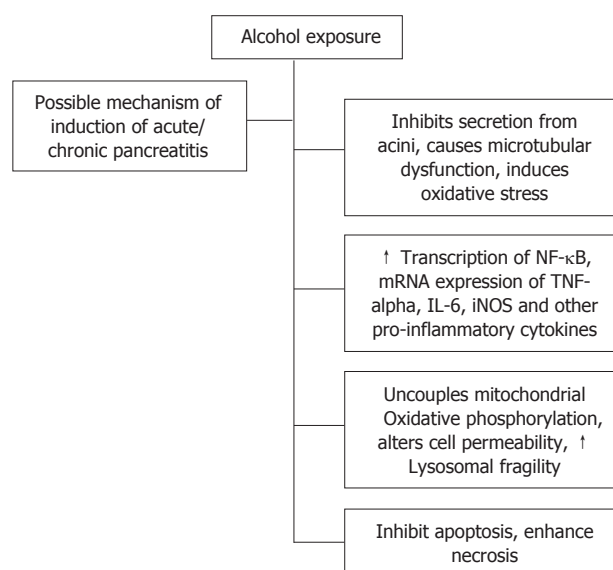 Alcohol exposure
Possible mechanism of
induction of acute/
chronic pancreatitis
Inhibits secretion from
acini, causes microtubular
dysfunction, induces
oxidative stress
↑ Transcription of NF-κB,
mRNA expression of TNF-
alpha, IL-6, iNOS and other
pro-inflammatory cytokines
Uncouples mitochondrial
Oxidative phosphorylation,
alters cell permeability, ↑
Lysosomal fragility
Inhibit apoptosis, enhance
necrosis